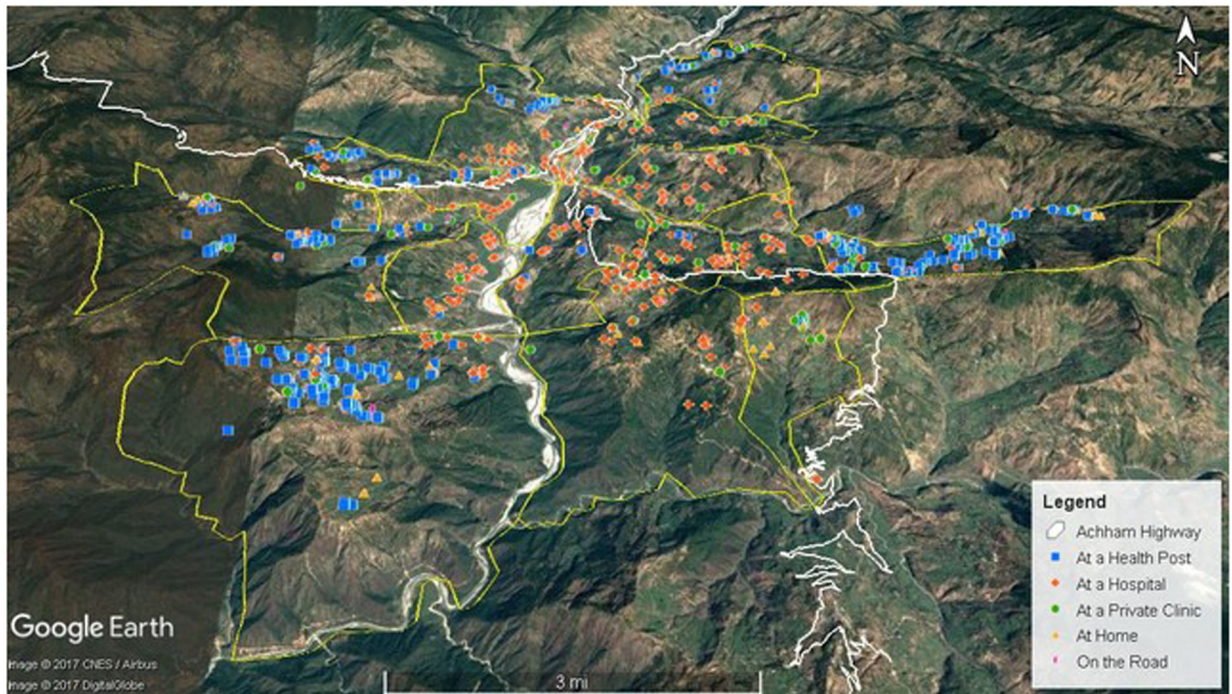 N
Legend
Achham Highway
At a Health Post
At a Hospital
At a Private Clinic
At Home
On the Road
Google Earth
Image © 2017 CNES / Airbus
Image © 2017 DigitalGlobe
3 mi